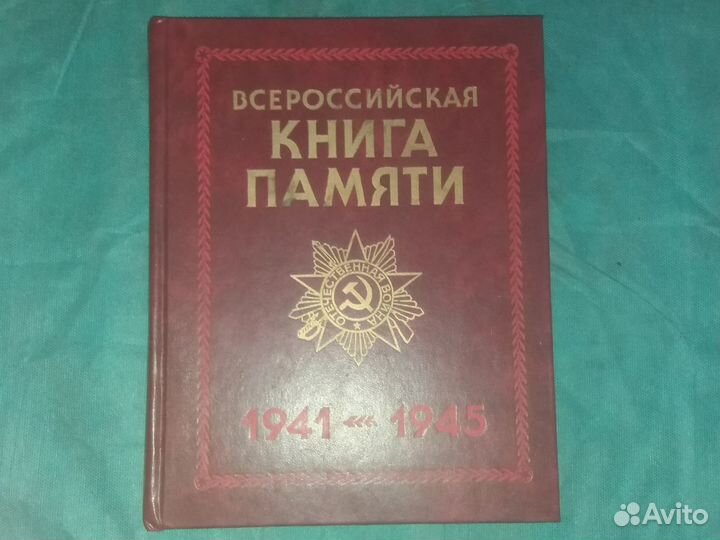 ВСЕРОССИЙСКАЯ
КНИГА
ПАМЯТИ
ОТЕЧЕСТВЕННАЯ ВОЙНА
1941 1945
Avito